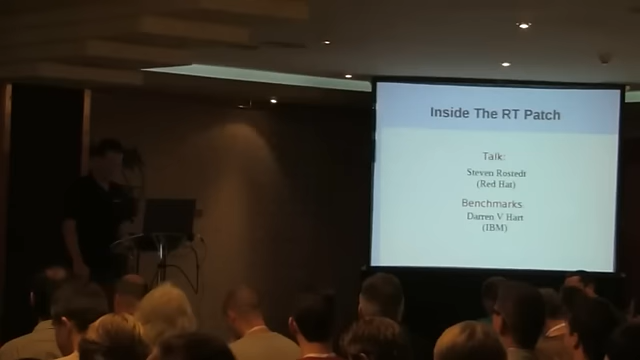 Inside The RT Patch
Talk:
Steven Rostedt
(Red Hat)
Benchmarks:
Darren V Hart
(IBM)